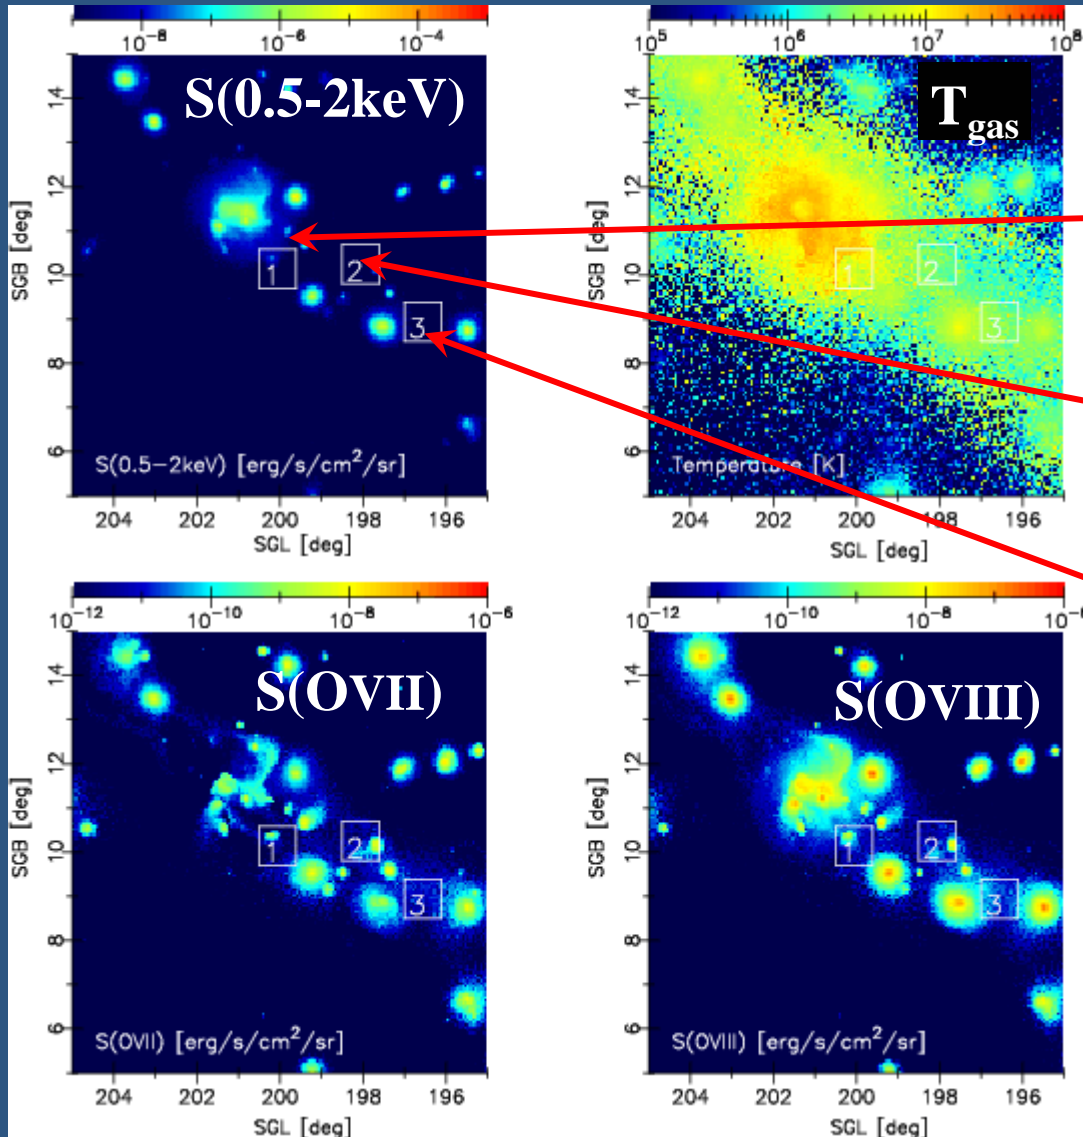 10⁻⁸ 10⁻⁶ 10⁻⁴
S(0.5-2keV)
14
12
10
8
6
SGB [deg]
1
2
3
S(0.5−2keV) [erg/s/cm²/sr]
204 202 200 198 196
SGL [deg]
10⁵ 10⁶ 10⁷ 10⁸
T_gas
14
12
10
8
6
SGB [deg]
1
2
3
Temperature [K]
204 202 200 198 196
SGL [deg]
10⁻¹² 10⁻¹⁰ 10⁻⁸ 10⁻⁶
S(OVII)
14
12
10
8
6
SGB [deg]
1
2
3
S(OVII) [erg/s/cm²/sr]
204 202 200 198 196
SGL [deg]
10⁻¹² 10⁻¹⁰ 10⁻⁸
S(OVIII)
14
12
10
8
6
SGB [deg]
1
2
3
S(OVIII) [erg/s/cm²/sr]
204 202 200 198 196
SGL [deg]